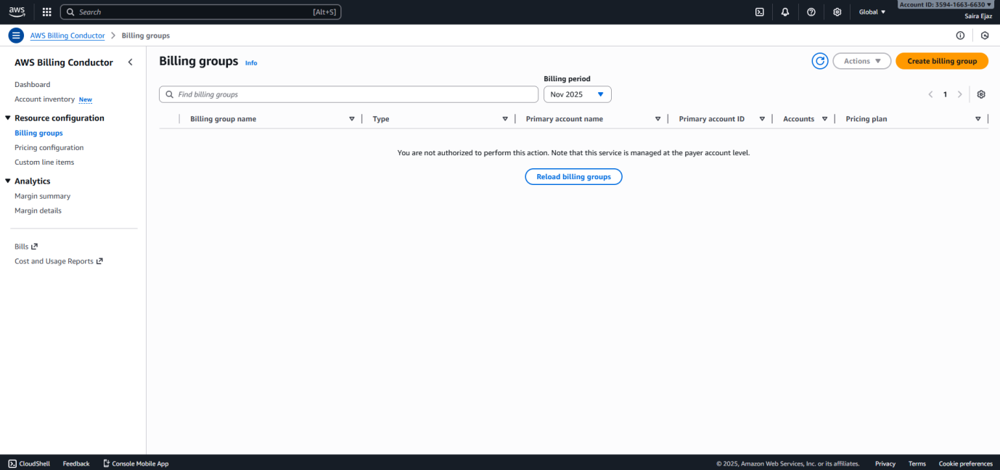 aws
Search [Alt+S]
Global
Account ID: 3594-1663-6630
Saira Ejaz
AWS Billing Conductor > Billing groups
AWS Billing Conductor
Dashboard
Account inventory New
Resource configuration
Billing groups
Pricing configuration
Custom line items
Analytics
Margin summary
Margin details
Bills
Cost and Usage Reports
Billing groups Info
Actions
Create billing group
Billing period
Find billing groups
Nov 2025
1
Billing group name Type Primary account name Primary account ID Accounts Pricing plan
You are not authorized to perform this action. Note that this service is managed at the payer account level.
Reload billing groups
CloudShell Feedback Console Mobile App © 2025, Amazon Web Services, Inc. or its affiliates. Privacy Terms Cookie preferences